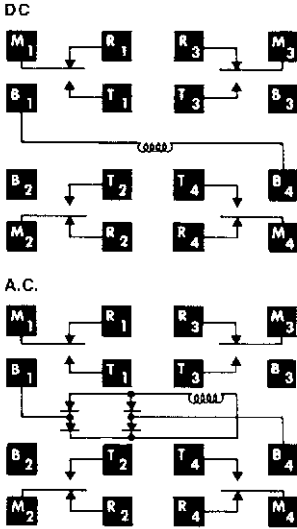 DC
M1 R1 R3 M3
B1 T1 T3 B3
B2 T2 T4 B4
M2 R2 R4 M4
A.C.
M1 R1 R3 M3
B1 T1 T3 B3
B2 T2 T4 B4
M2 R2 R4 M4